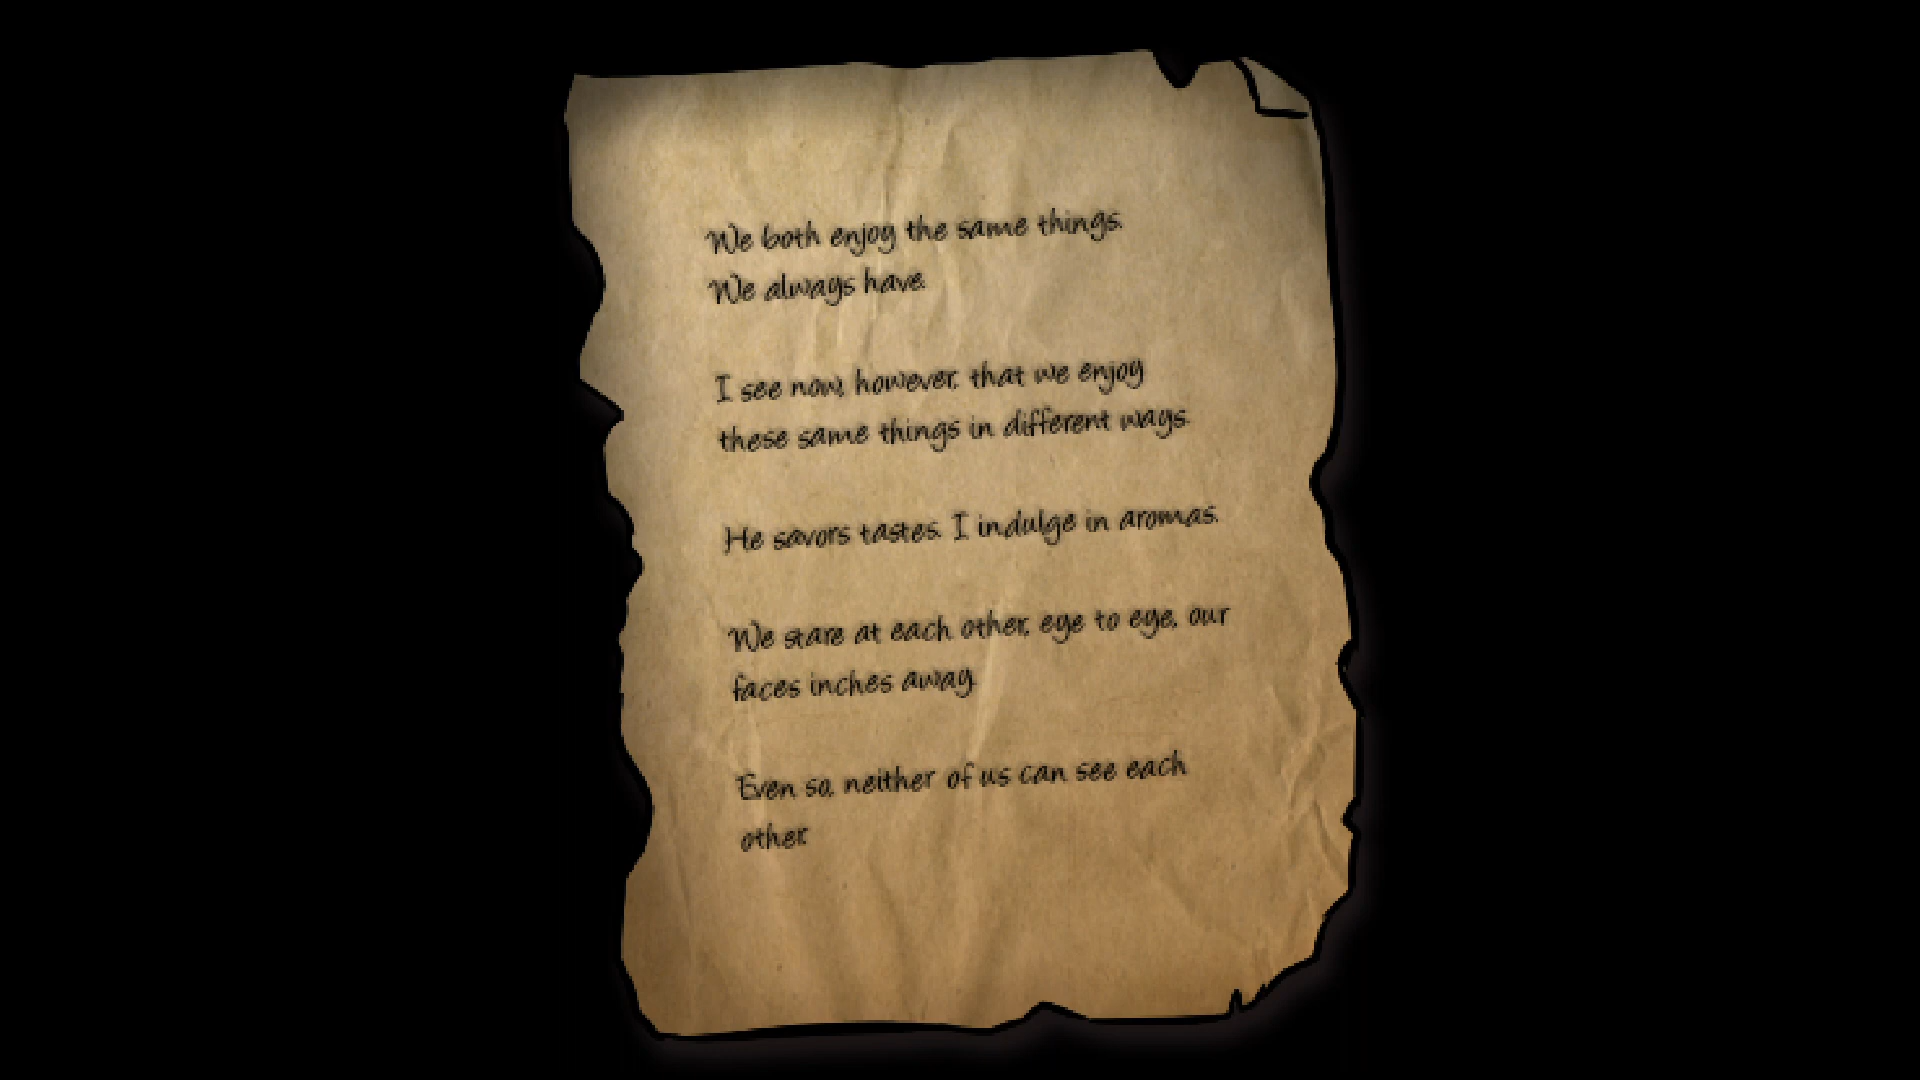 We both enjoy the same things.
We always have.
I see now, however, that we enjoy
these same things in different ways.
He savors tastes. I indulge in aromas.
We stare at each other, eye to eye, our
faces inches away.
Even so, neither of us can see each
other.